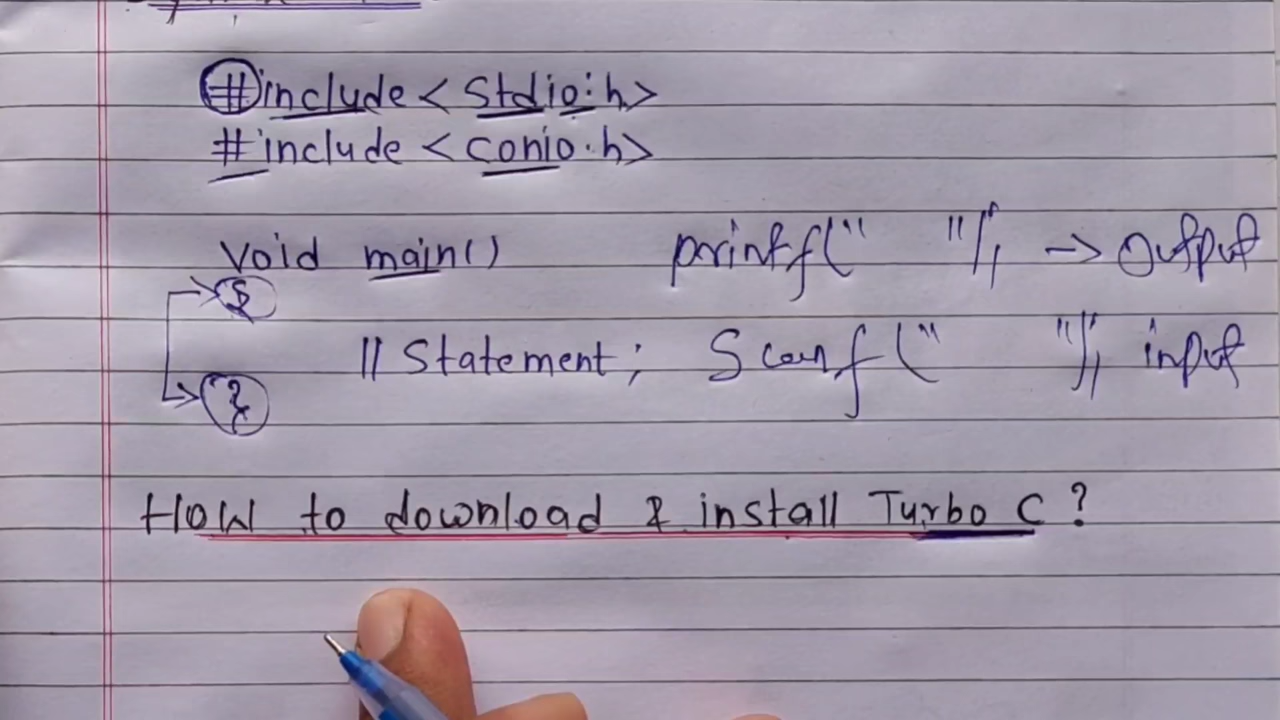 #include < stdio.h>
#include < conio.h>
void main() printf(" "); -> output
{
// Statement; Scanf(" "); input
}
How to download & install Turbo C ?